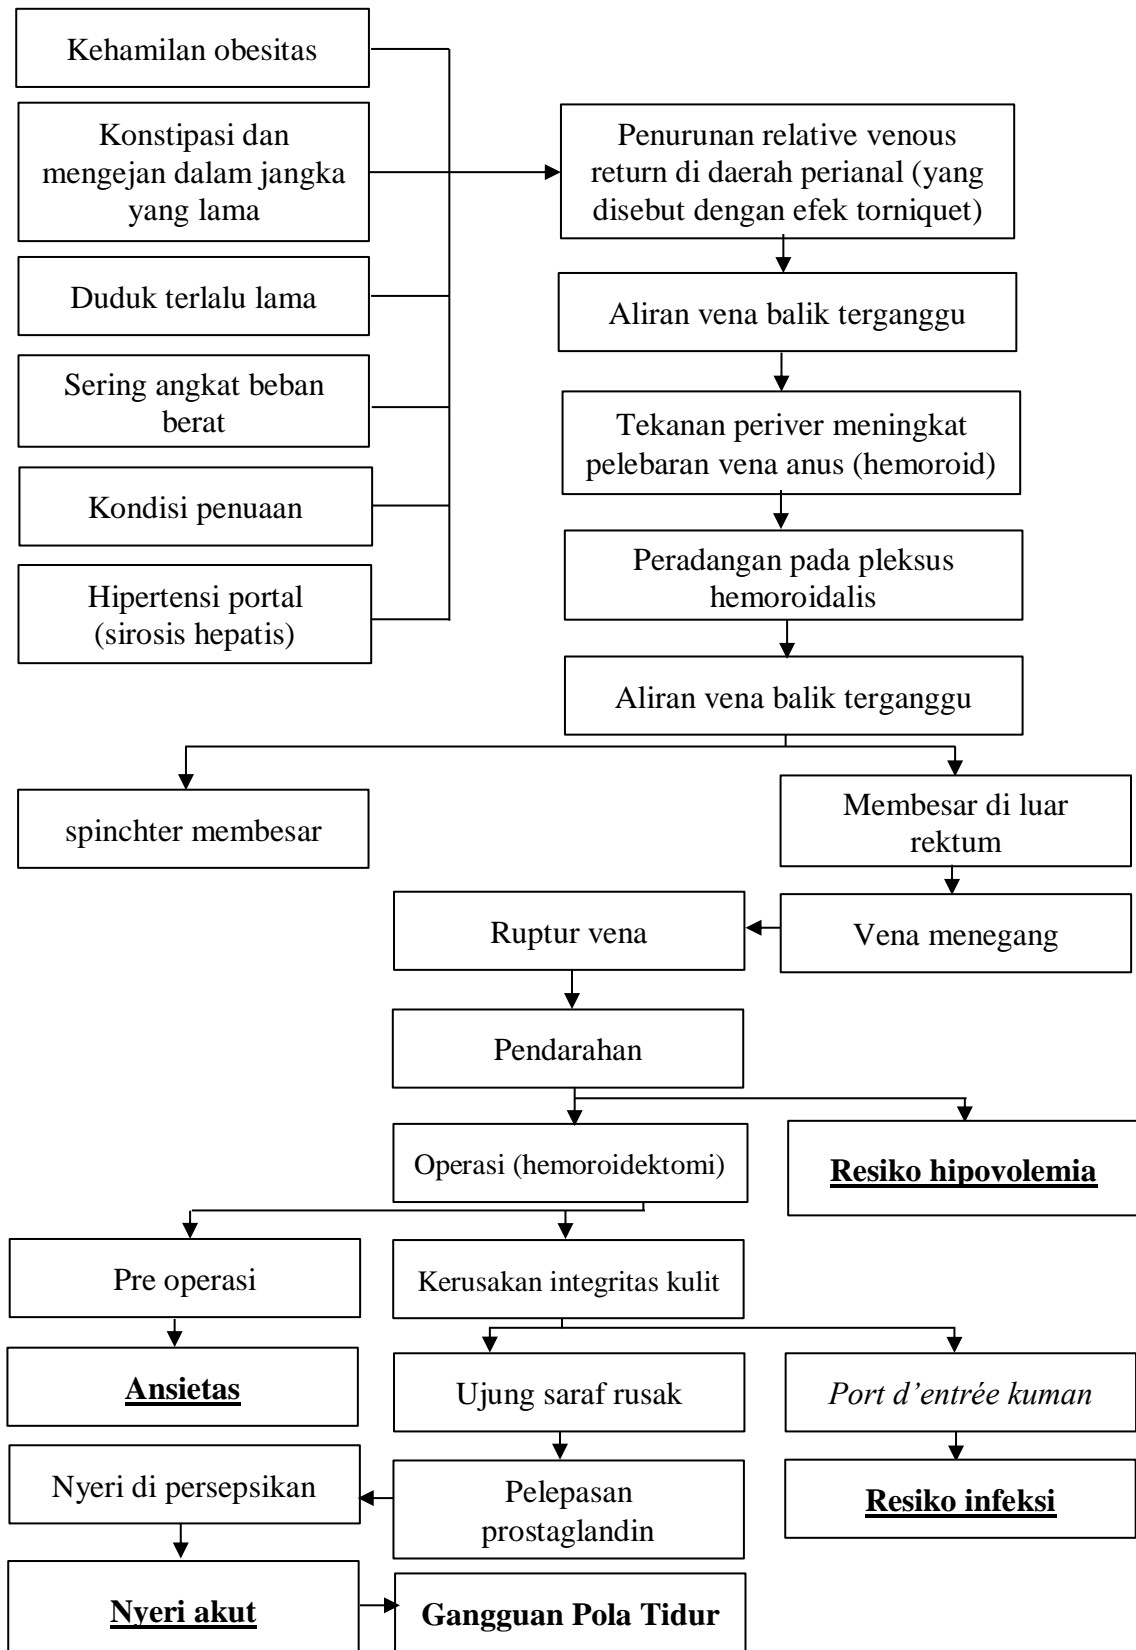 Kehamilan obesitas
Konstipasi dan
mengejan dalam jangka
yang lama
Duduk terlalu lama
Sering angkat beban
berat
Kondisi penuaan
Hipertensi portal
(sirosis hepatis)
Penurunan relative venous
return di daerah perianal (yang
disebut dengan efek torniquet)
Aliran vena balik terganggu
Tekanan periver meningkat
pelebaran vena anus (hemoroid)
Peradangan pada pleksus
hemoroidalis
Aliran vena balik terganggu
spinchter membesar
Membesar di luar
rektum
Ruptur vena
Vena menegang
Pendarahan
Operasi (hemoroidektomi)
Resiko hipovolemia
Pre operasi
Kerusakan integritas kulit
Ansietas
Ujung saraf rusak
Port d’entrée kuman
Nyeri di persepsikan
Pelepasan
prostaglandin
Resiko infeksi
Nyeri akut
Gangguan Pola Tidur